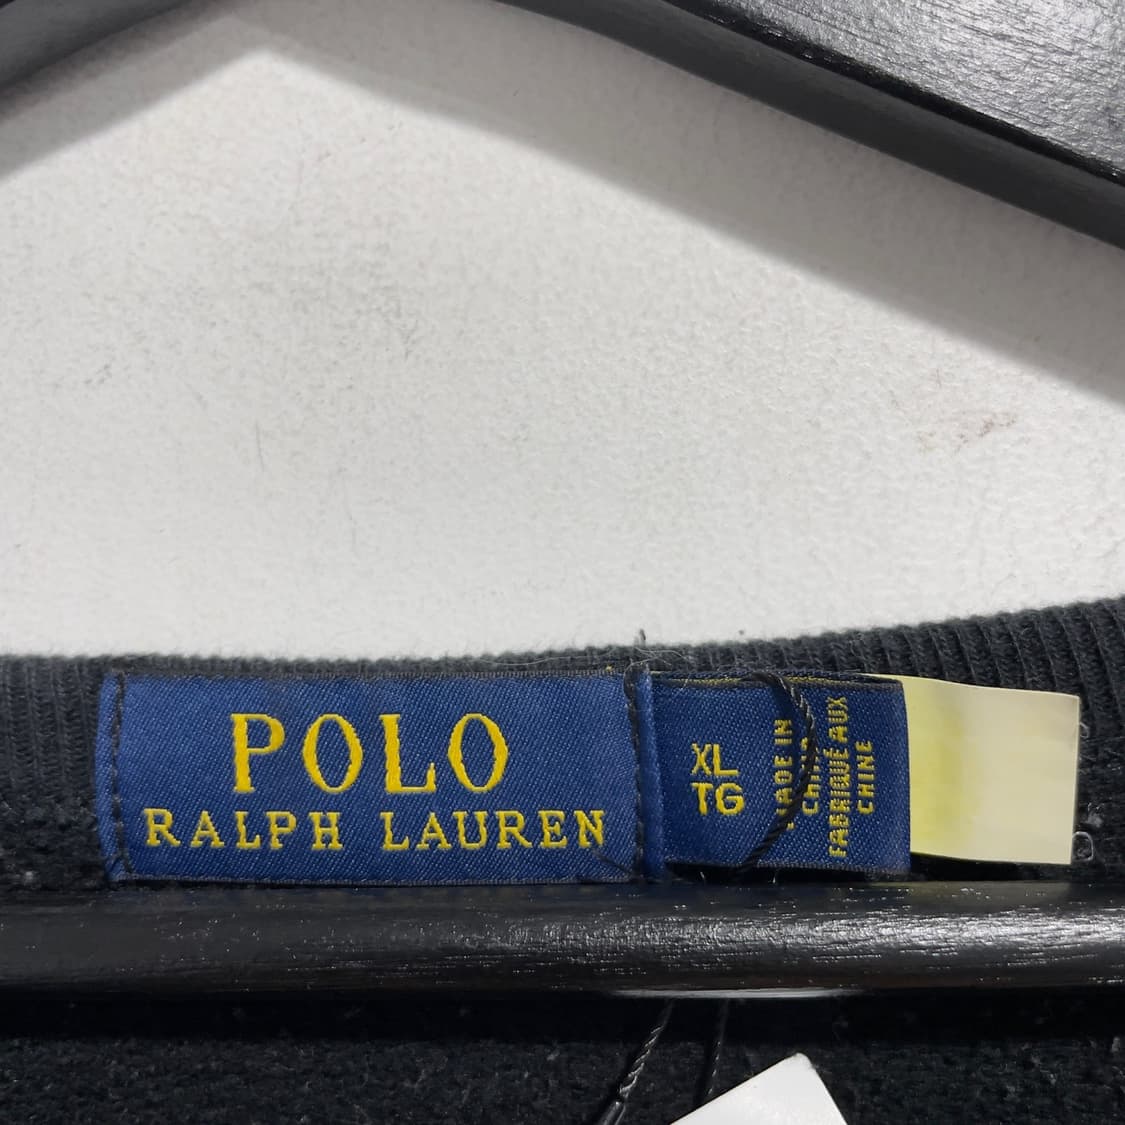 POLO
RALPH LAUREN
XL
TG
MADE IN
CHINA
FABRIQUÉ AUX
CHINE